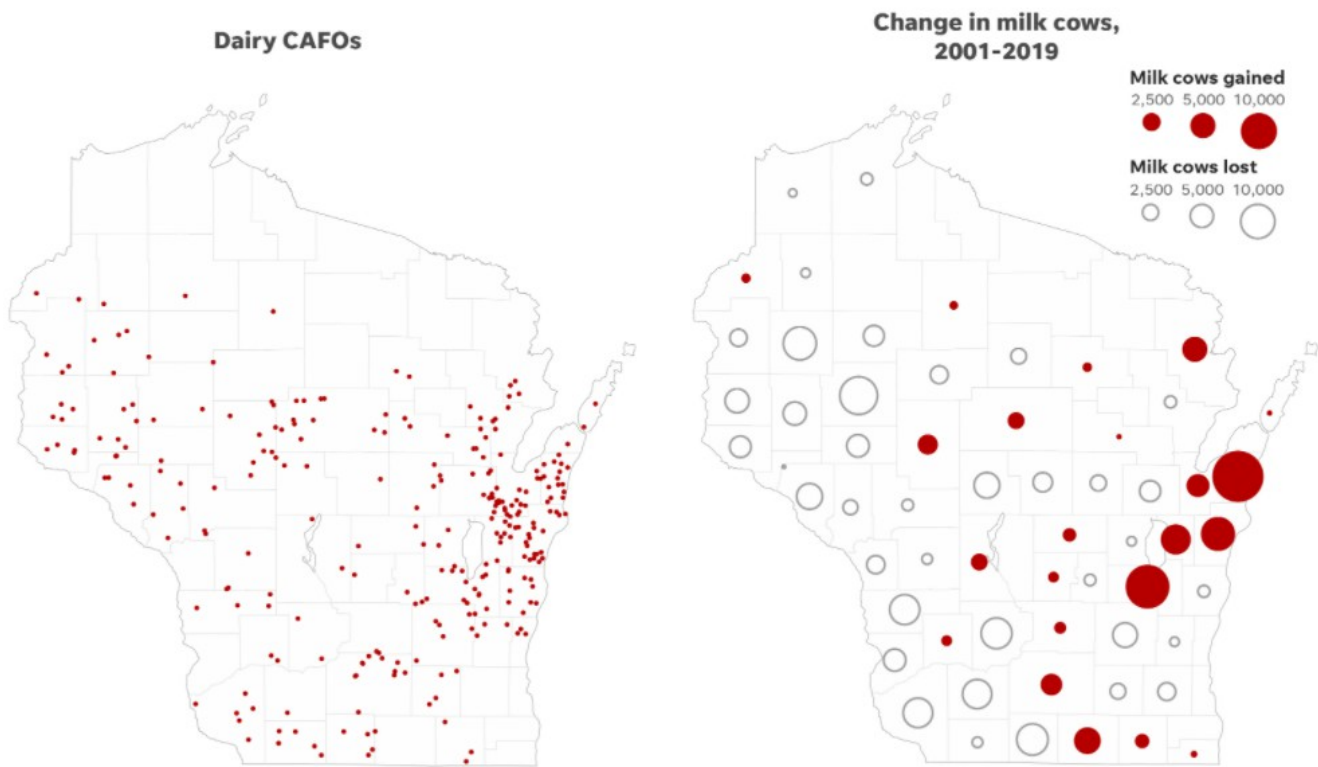 Dairy CAFOs
Change in milk cows,
2001-2019
Milk cows gained
2,500 5,000 10,000
Milk cows lost
2,500 5,000 10,000